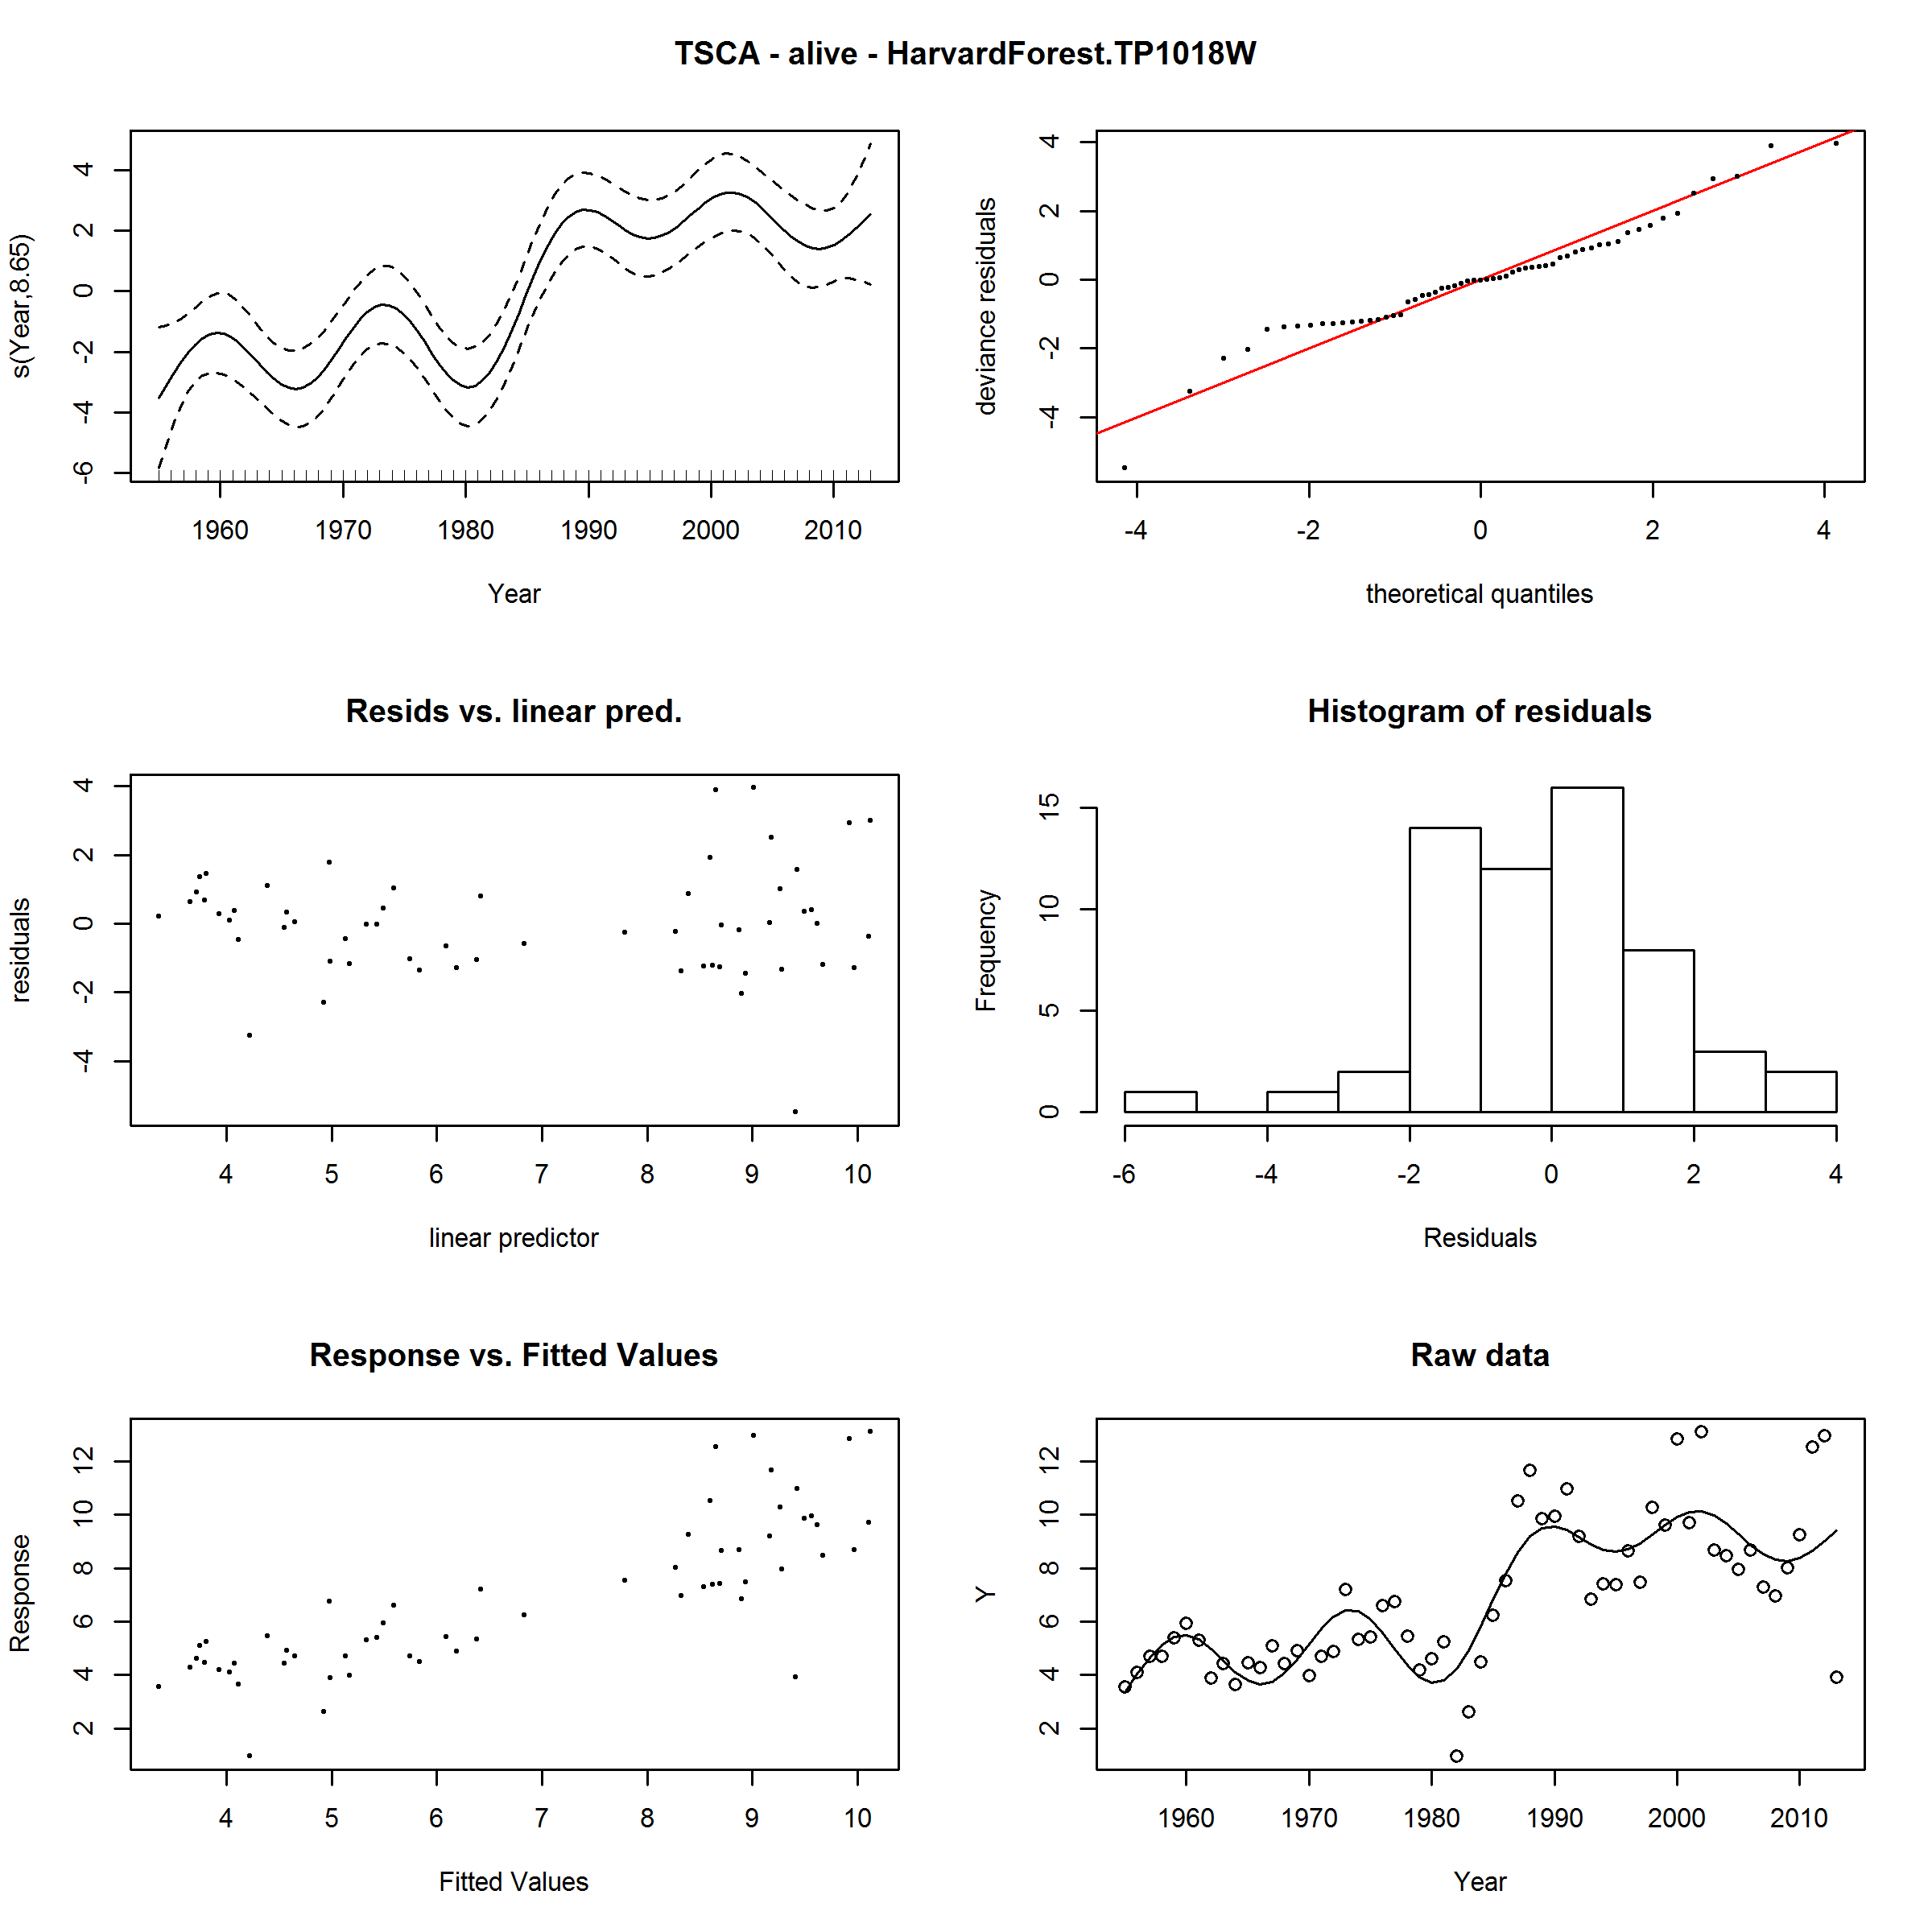 TSCA - alive - HarvardForest.TP1018W
s(Year,8.65)
-6 -4 -2 0 2 4
1960 1970 1980 1990 2000 2010
Year
deviance residuals
-4 -2 0 2 4
-4 -2 0 2 4
theoretical quantiles
Resids vs. linear pred.
residuals
-4 -2 0 2 4
4 5 6 7 8 9 10
linear predictor
Histogram of residuals
Frequency
0 5 10 15
-6 -4 -2 0 2 4
Residuals
Response vs. Fitted Values
Response
2 4 6 8 10 12
4 5 6 7 8 9 10
Fitted Values
Raw data
Y
2 4 6 8 10 12
1960 1970 1980 1990 2000 2010
Year